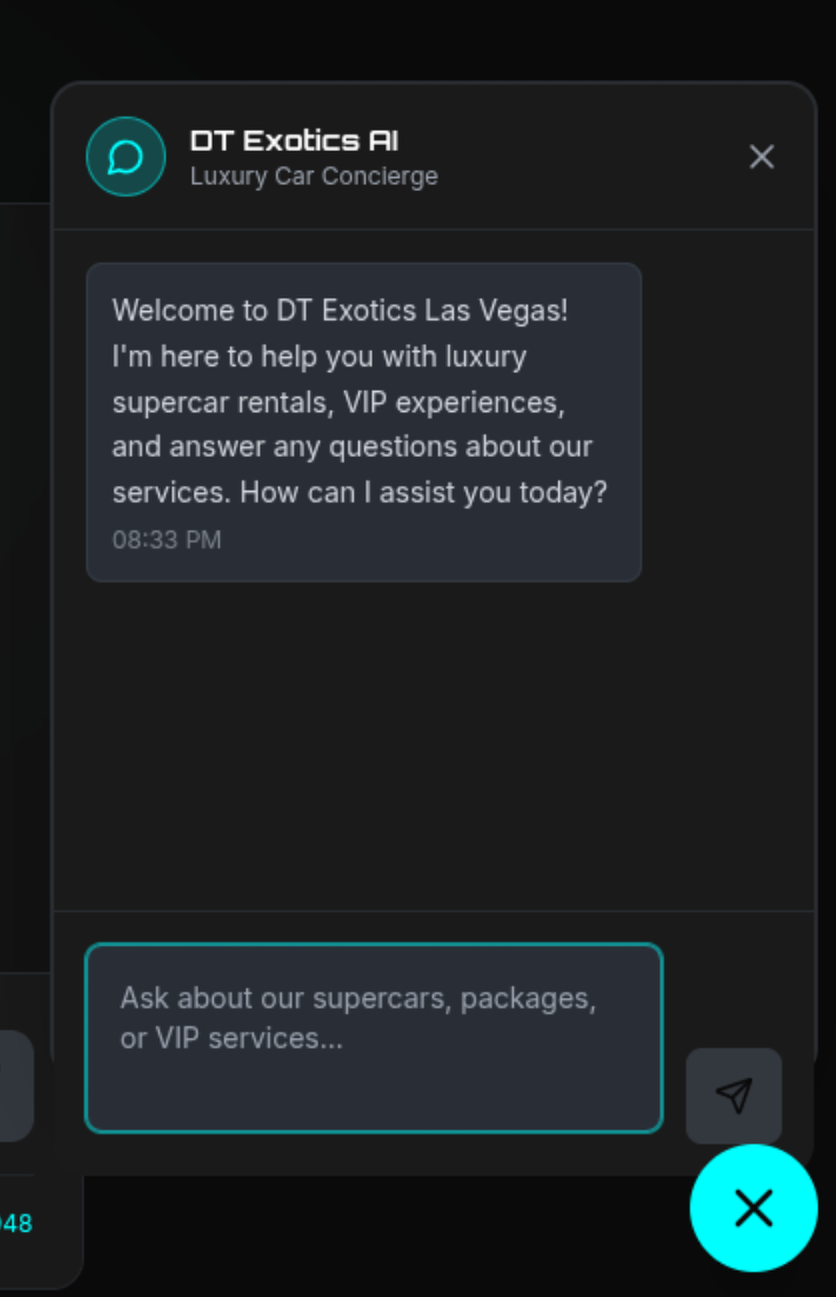 DT Exotics AI
Luxury Car Concierge
Welcome to DT Exotics Las Vegas!
I'm here to help you with luxury
supercar rentals, VIP experiences,
and answer any questions about our
services. How can I assist you today?
08:33 PM
Ask about our supercars, packages,
or VIP services...
48